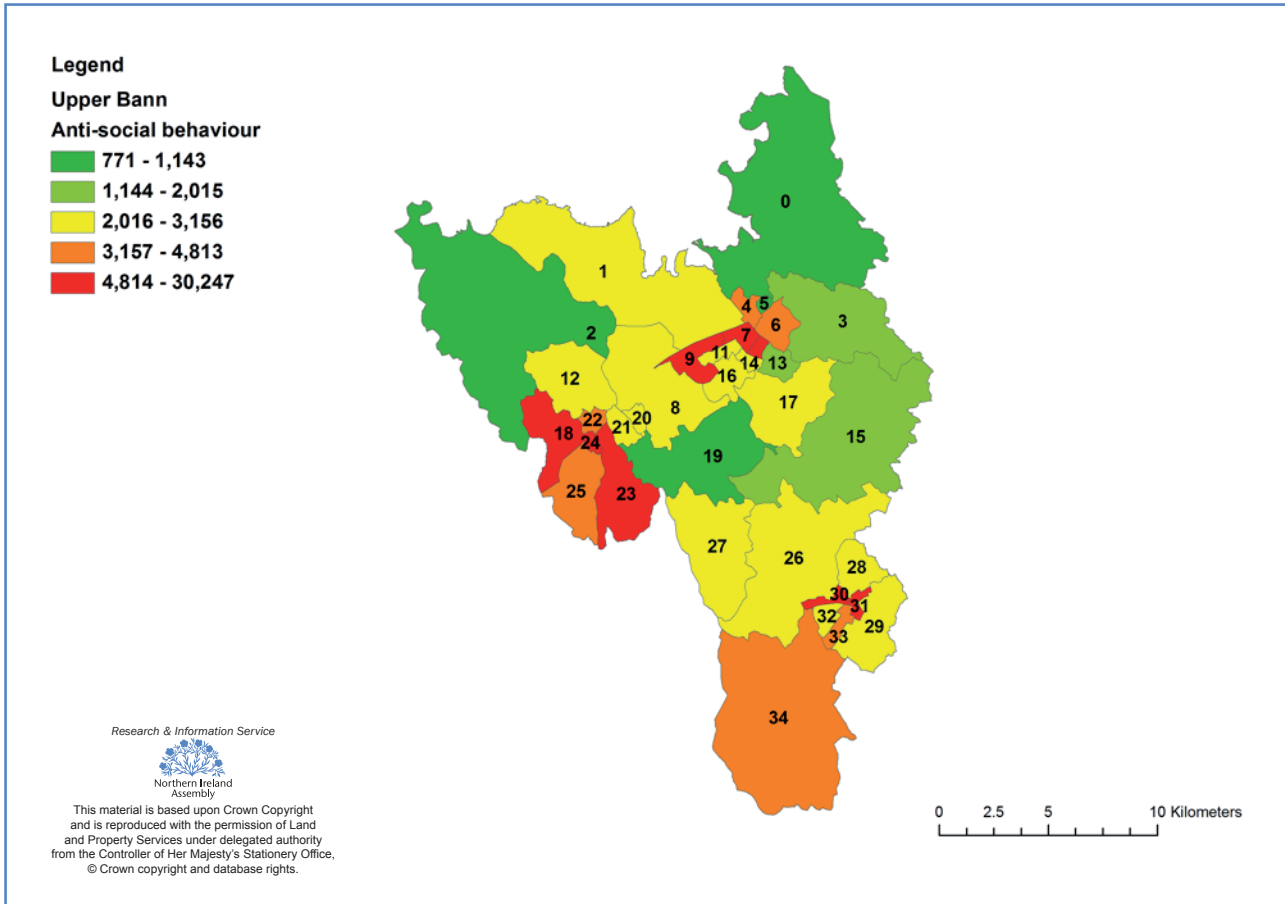 Legend
Upper Bann
Anti-social behaviour
771 - 1,143
1,144 - 2,015
2,016 - 3,156
3,157 - 4,813
4,814 - 30,247
0
1
2
3
4
5
6
7
9
11
14
13
12
16
8
17
22
21
20
18
24
19
15
25
23
27
26
28
30
31
32
29
33
34
Research & Information Service
Northern Ireland
Assembly
This material is based upon Crown Copyright
and is reproduced with the permission of Land
and Property Services under delegated authority
from the Controller of Her Majesty's Stationery Office,
© Crown copyright and database rights.
0 2.5 5 10 Kilometers